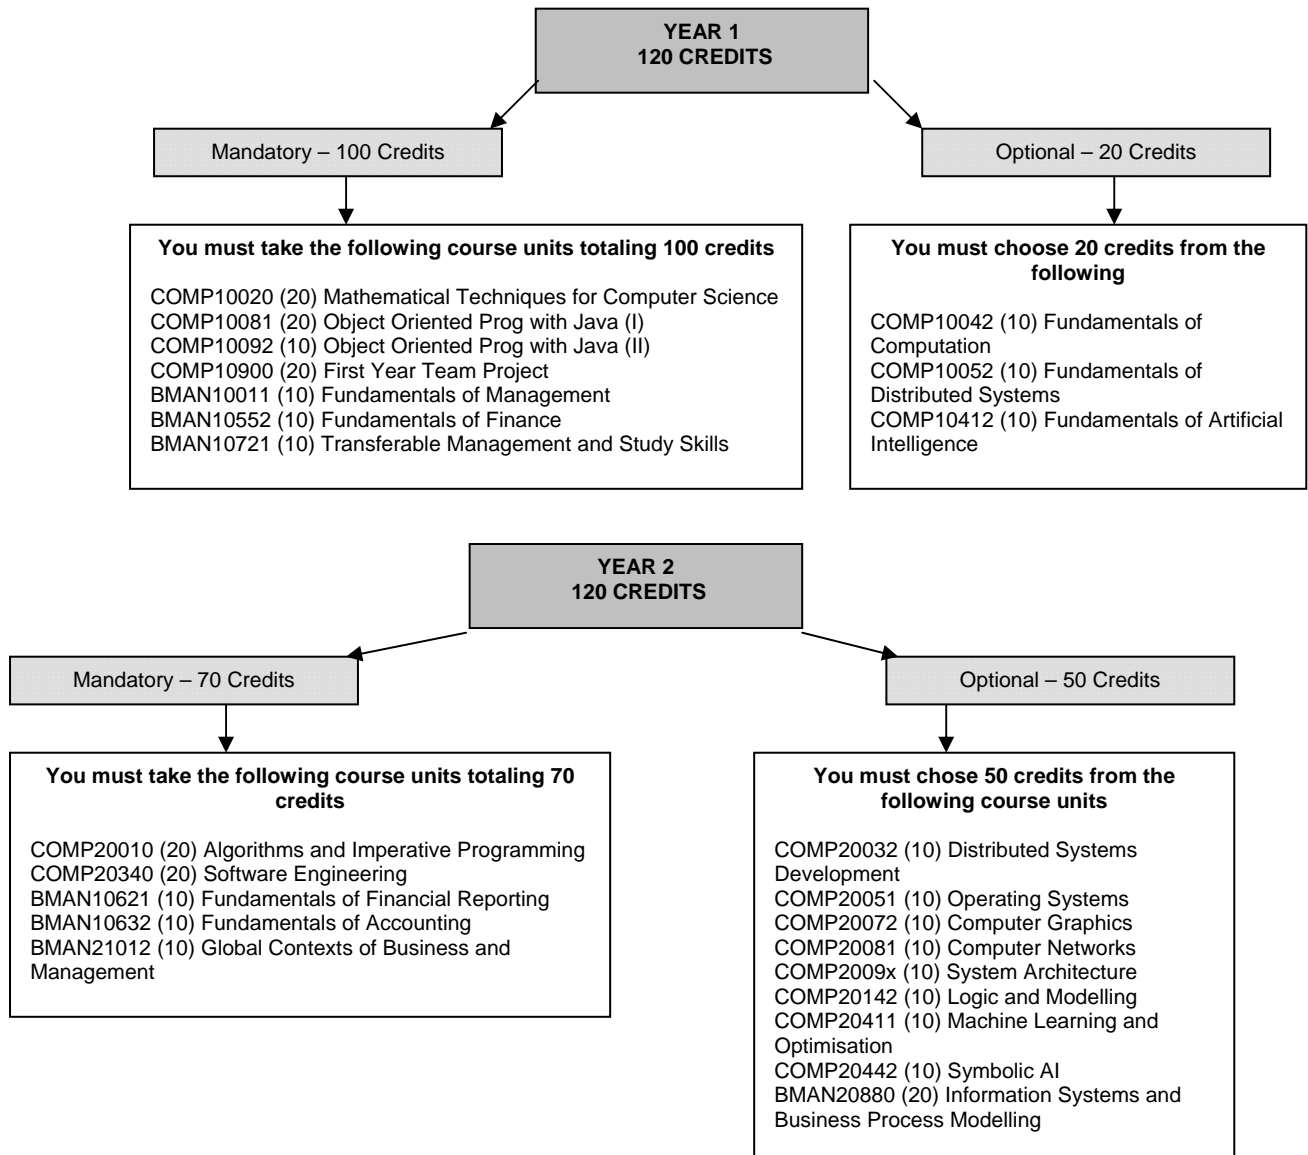 YEAR 1
120 CREDITS
Mandatory – 100 Credits
Optional – 20 Credits
You must take the following course units totaling 100 credits
COMP10020 (20) Mathematical Techniques for Computer Science
COMP10081 (20) Object Oriented Prog with Java (I)
COMP10092 (10) Object Oriented Prog with Java (II)
COMP10900 (20) First Year Team Project
BMAN10011 (10) Fundamentals of Management
BMAN10552 (10) Fundamentals of Finance
BMAN10721 (10) Transferable Management and Study Skills
You must choose 20 credits from the
following
COMP10042 (10) Fundamentals of
Computation
COMP10052 (10) Fundamentals of
Distributed Systems
COMP10412 (10) Fundamentals of Artificial
Intelligence
YEAR 2
120 CREDITS
Mandatory – 70 Credits
Optional – 50 Credits
You must take the following course units totaling 70
credits
COMP20010 (20) Algorithms and Imperative Programming
COMP20340 (20) Software Engineering
BMAN10621 (10) Fundamentals of Financial Reporting
BMAN10632 (10) Fundamentals of Accounting
BMAN21012 (10) Global Contexts of Business and
Management
You must chose 50 credits from the
following course units
COMP20032 (10) Distributed Systems
Development
COMP20051 (10) Operating Systems
COMP20072 (10) Computer Graphics
COMP20081 (10) Computer Networks
COMP2009x (10) System Architecture
COMP20142 (10) Logic and Modelling
COMP20411 (10) Machine Learning and
Optimisation
COMP20442 (10) Symbolic AI
BMAN20880 (20) Information Systems and
Business Process Modelling